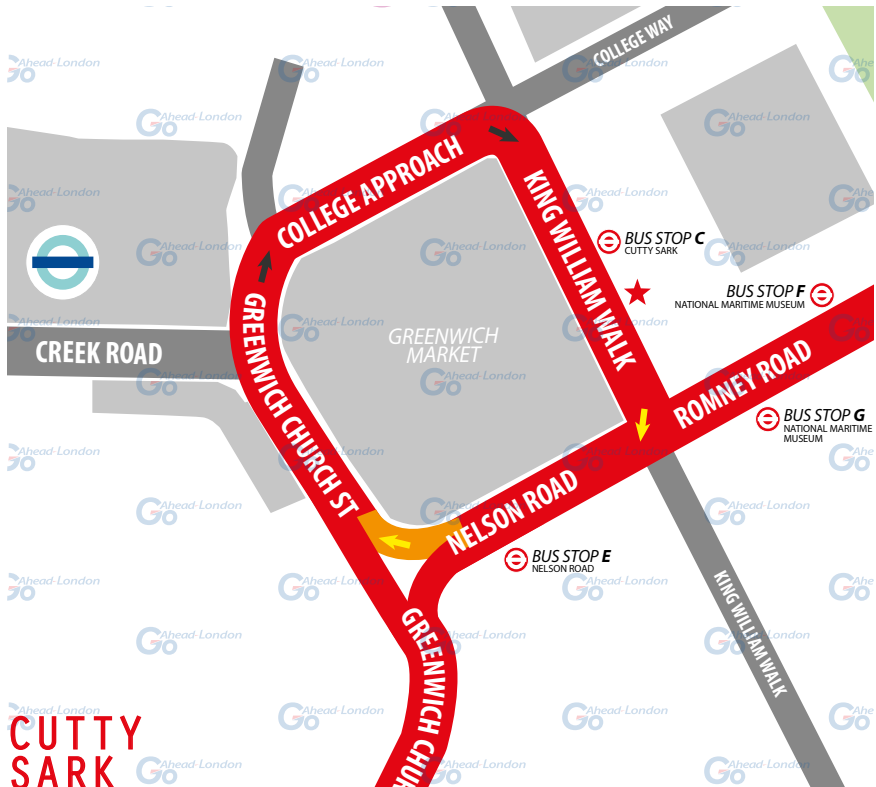 COLLEGE WAY
COLLEGE APPROACH
KING WILLIAM WALK
BUS STOP C
CUTTY SARK
BUS STOP F
NATIONAL MARITIME MUSEUM
GREENWICH
MARKET
CREEK ROAD
GREENWICH CHURCH ST
ROMNEY ROAD
BUS STOP G
NATIONAL MARITIME
MUSEUM
NELSON ROAD
BUS STOP E
NELSON ROAD
KING WILLIAM WALK
GREENWICH CHUR
CUTTY
SARK
Go Ahead-London